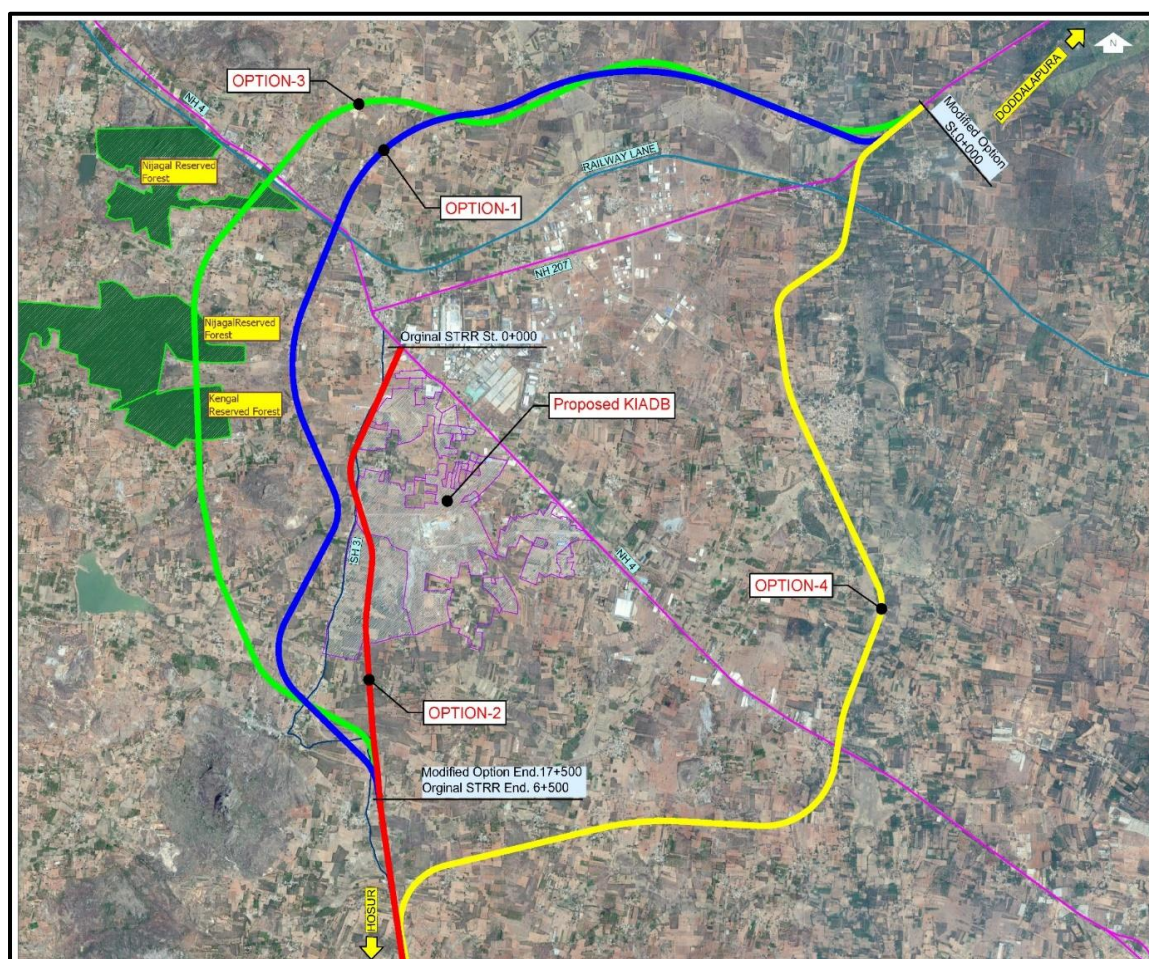 N
DODDALAPURA
OPTION-3
NH 4
Modified Option
St.0+000
Nijagal Reserved
Forest
RAILWAY LANE
OPTION-1
NH 207
NijagalReserved
Forest
Orginal STRR St. 0+000
Kengal
Reserved Forest
Proposed KIADB
SH 3
NH 4
OPTION-4
OPTION-2
Modified Option End.17+500
Orginal STRR End. 6+500
HOSUR